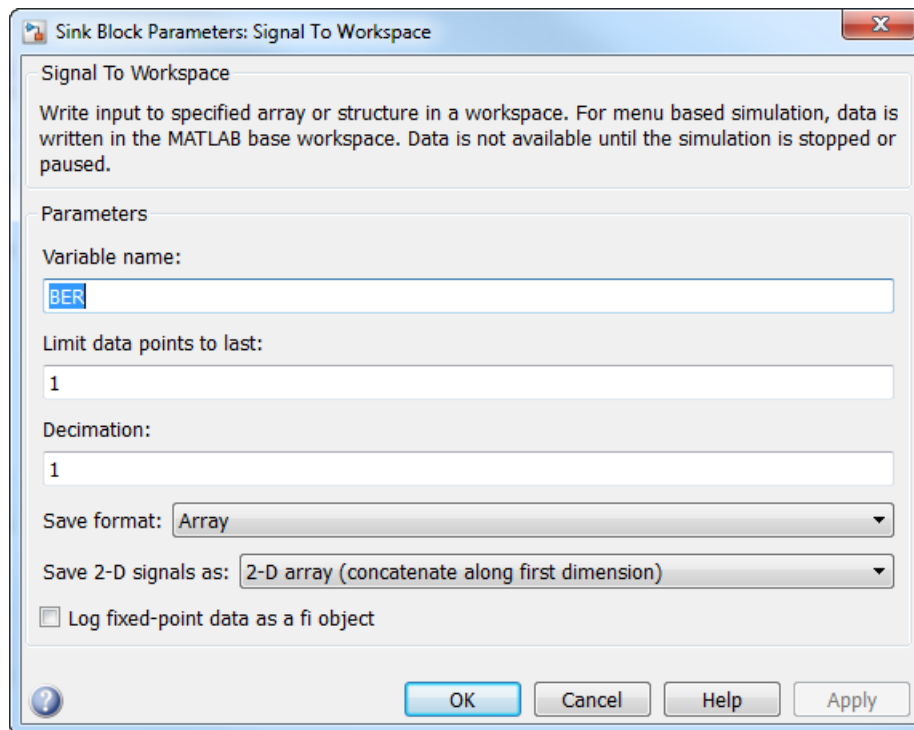 Sink Block Parameters: Signal To Workspace
Signal To Workspace
Write input to specified array or structure in a workspace. For menu based simulation, data is
written in the MATLAB base workspace. Data is not available until the simulation is stopped or
paused.
Parameters
Variable name:
BER
Limit data points to last:
1
Decimation:
1
Save format: Array
Save 2-D signals as: 2-D array (concatenate along first dimension)
Log fixed-point data as a fi object
OK Cancel Help Apply